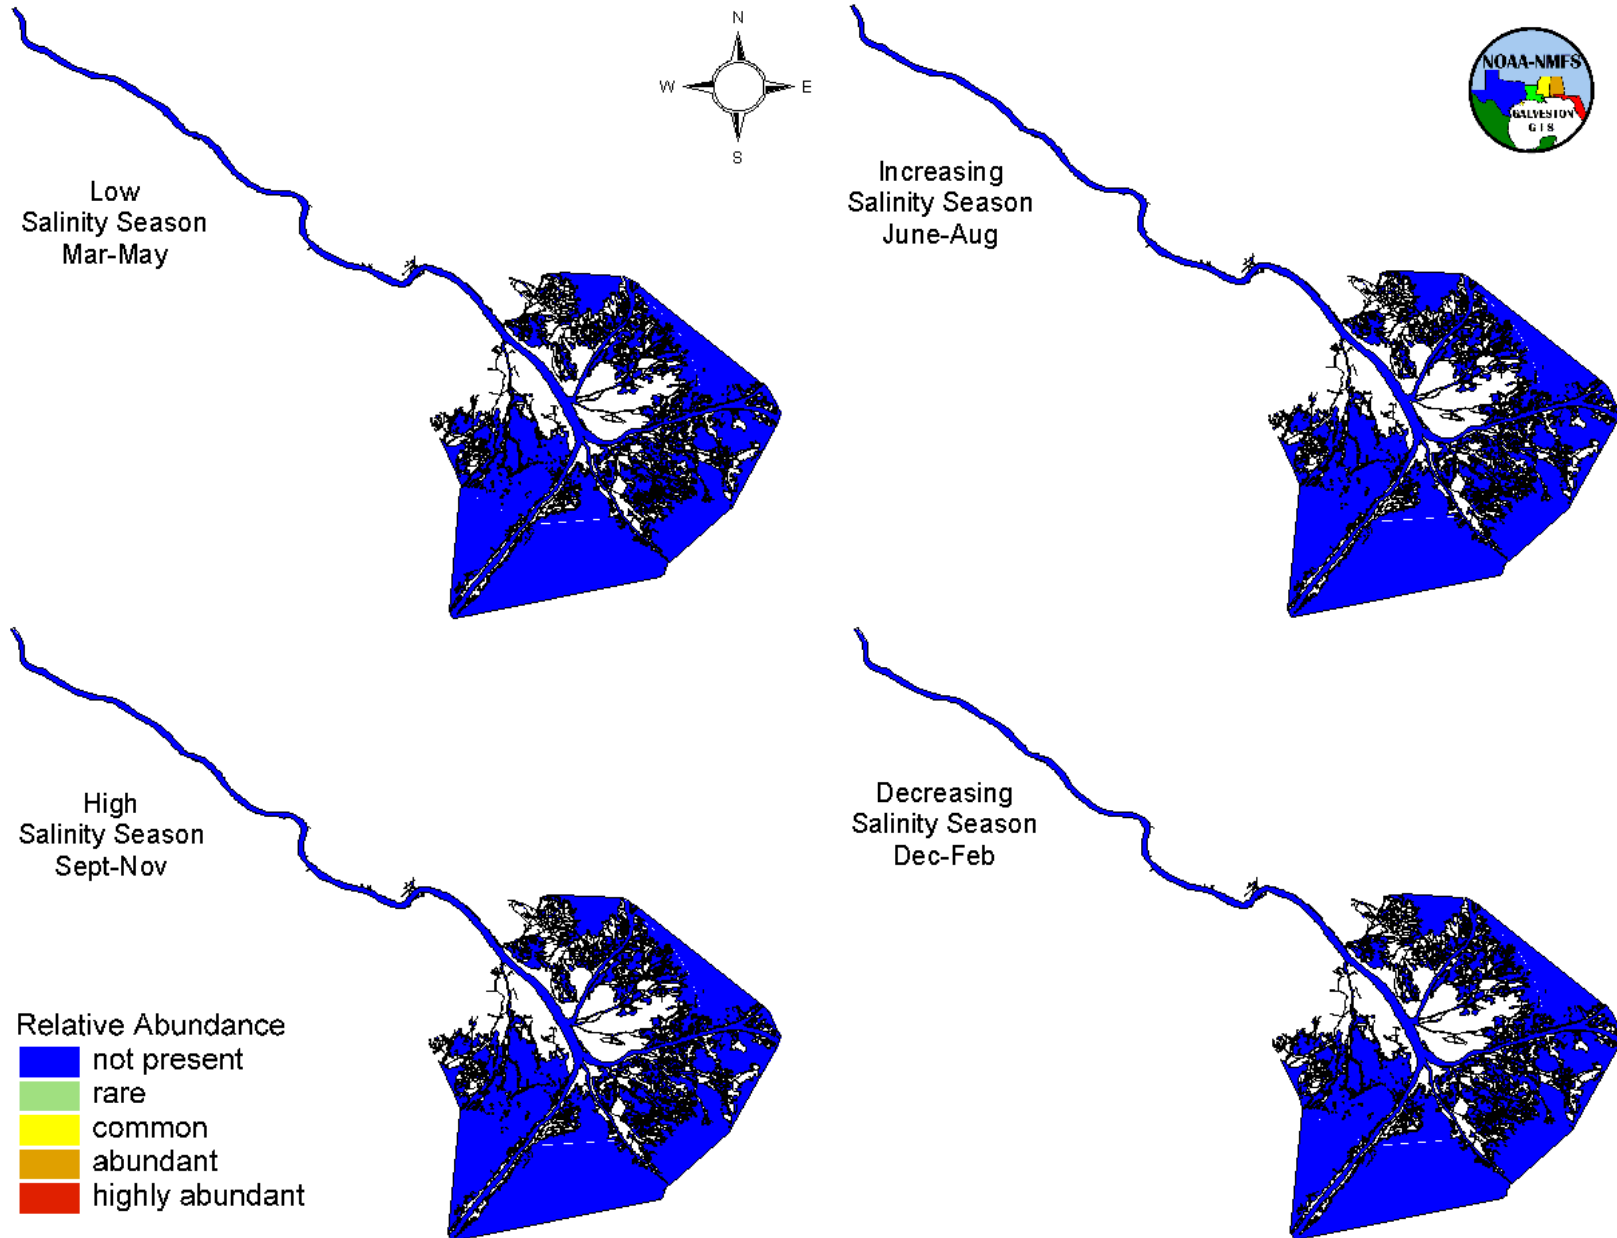 N
W E
S
NOAA-NMFS
GALVESTON
G I S
Low
Salinity Season
Mar-May
Increasing
Salinity Season
June-Aug
High
Salinity Season
Sept-Nov
Decreasing
Salinity Season
Dec-Feb
Relative Abundance
not present
rare
common
abundant
highly abundant